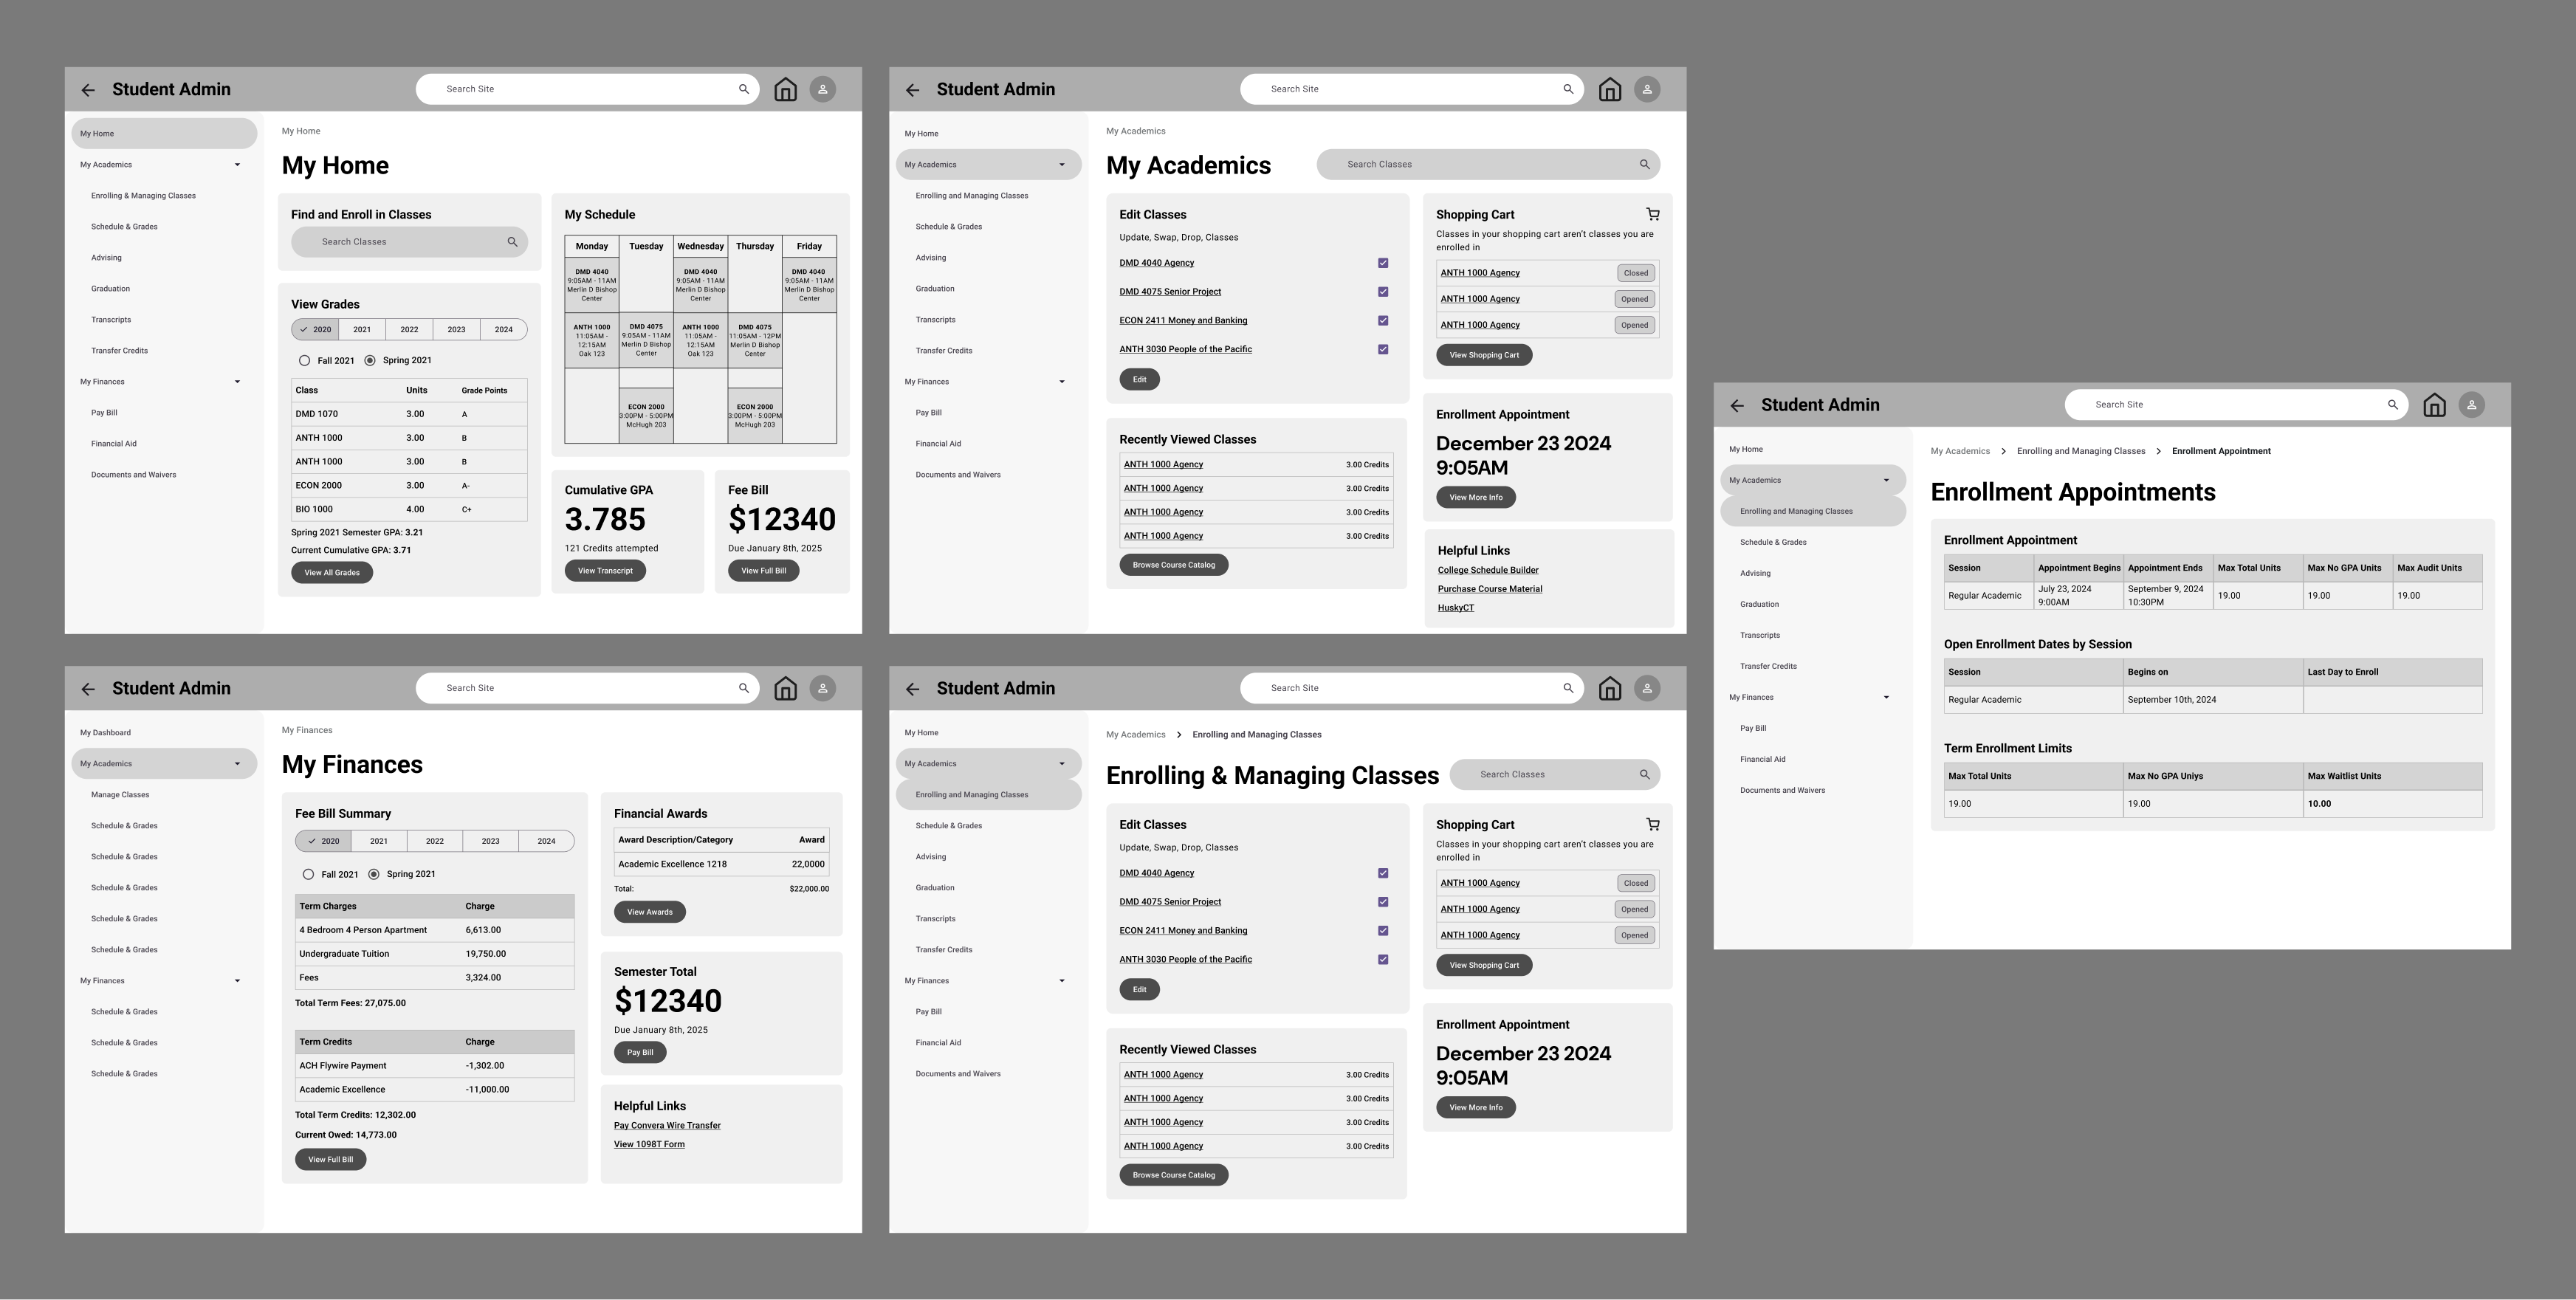 Student Admin
Search Site
My Home
My Academics
Enrolling & Managing Classes
Schedule & Grades
Advising
Graduation
Transcripts
Transfer Credits
My Finances
Pay Bill
Financial Aid
Documents and Waivers
My Home
My Home
Find and Enroll in Classes
Search Classes
View Grades
2020 2021 2022 2023 2024
Fall 2021 Spring 2021
Class Units Grade Points
DMD 1070 3.00 A
ANTH 1000 3.00 B
ANTH 1000 3.00 B
ECON 2000 3.00 A-
BIO 1000 4.00 C+
Spring 2021 Semester GPA: 3.21
Current Cumulative GPA: 3.71
View All Grades
My Schedule
Monday Tuesday Wednesday Thursday Friday
DMD 4040
9:05AM - 11AM
Merlin D Bishop
Center
DMD 4040
9:05AM - 11AM
Merlin D Bishop
Center
DMD 4040
9:05AM - 11AM
Merlin D Bishop
Center
ANTH 1000
11:05AM -
12:15AM
Oak 123
DMD 4075
9:05AM - 11AM
Merlin D Bishop
Center
ANTH 1000
11:05AM -
12:15AM
Oak 123
DMD 4075
11:05AM - 12PM
Merlin D Bishop
Center
ECON 2000
3:00PM - 5:00PM
McHugh 203
ECON 2000
3:00PM - 5:00PM
McHugh 203
Cumulative GPA
3.785
121 Credits attempted
View Transcript
Fee Bill
$12340
Due January 8th, 2025
View Full Bill
Student Admin
Search Site
My Home
My Academics
Enrolling and Managing Classes
Schedule & Grades
Advising
Graduation
Transcripts
Transfer Credits
My Finances
Pay Bill
Financial Aid
Documents and Waivers
My Academics
My Academics
Search Classes
Edit Classes
Update, Swap, Drop, Classes
DMD 4040 Agency
DMD 4075 Senior Project
ECON 2411 Money and Banking
ANTH 3030 People of the Pacific
Edit
Recently Viewed Classes
ANTH 1000 Agency 3.00 Credits
ANTH 1000 Agency 3.00 Credits
ANTH 1000 Agency 3.00 Credits
ANTH 1000 Agency 3.00 Credits
Browse Course Catalog
Shopping Cart
Classes in your shopping cart aren't classes you are
enrolled in
ANTH 1000 Agency Closed
ANTH 1000 Agency Opened
ANTH 1000 Agency Opened
View Shopping Cart
Enrollment Appointment
December 23 2024
9:05AM
View More Info
Helpful Links
College Schedule Builder
Purchase Course Material
HuskyCT
Student Admin
Search Site
My Home
My Academics
Enrolling and Managing Classes
Schedule & Grades
Advising
Graduation
Transcripts
Transfer Credits
My Finances
Pay Bill
Financial Aid
Documents and Waivers
My Academics > Enrolling and Managing Classes > Enrollment Appointment
Enrollment Appointments
Enrollment Appointment
Session Appointment Begins Appointment Ends Max Total Units Max No GPA Units Max Audit Units
Regular Academic July 23, 2024 September 9, 2024 19.00 19.00 19.00
9:00AM 10:30PM
Open Enrollment Dates by Session
Session Begins on Last Day to Enroll
Regular Academic September 10th, 2024
Term Enrollment Limits
Max Total Units Max No GPA Uniys Max Waitlist Units
19.00 19.00 10.00
Student Admin
Search Site
My Dashboard
My Academics
Manage Classes
Schedule & Grades
Schedule & Grades
Schedule & Grades
Schedule & Grades
Schedule & Grades
My Finances
Schedule & Grades
Schedule & Grades
Schedule & Grades
My Finances
My Finances
Fee Bill Summary
2020 2021 2022 2023 2024
Fall 2021 Spring 2021
Term Charges Charge
4 Bedroom 4 Person Apartment 6,613.00
Undergraduate Tuition 19,750.00
Fees 3,324.00
Total Term Fees: 27,075.00
Term Credits Charge
ACH Flywire Payment -1,302.00
Academic Excellence -11,000.00
Total Term Credits: 12,302.00
Current Owed: 14,773.00
View Full Bill
Financial Awards
Award Description/Category Award
Academic Excellence 1218 22,0000
Total: $22,000.00
View Awards
Semester Total
$12340
Due January 8th, 2025
Pay Bill
Helpful Links
Pay Convera Wire Transfer
View 1098T Form
Student Admin
Search Site
My Home
My Academics
Enrolling and Managing Classes
Schedule & Grades
Advising
Graduation
Transcripts
Transfer Credits
My Finances
Pay Bill
Financial Aid
Documents and Waivers
My Academics > Enrolling and Managing Classes
Enrolling & Managing Classes
Search Classes
Edit Classes
Update, Swap, Drop, Classes
DMD 4040 Agency
DMD 4075 Senior Project
ECON 2411 Money and Banking
ANTH 3030 People of the Pacific
Edit
Recently Viewed Classes
ANTH 1000 Agency 3.00 Credits
ANTH 1000 Agency 3.00 Credits
ANTH 1000 Agency 3.00 Credits
ANTH 1000 Agency 3.00 Credits
Browse Course Catalog
Shopping Cart
Classes in your shopping cart aren't classes you are
enrolled in
ANTH 1000 Agency Closed
ANTH 1000 Agency Opened
ANTH 1000 Agency Opened
View Shopping Cart
Enrollment Appointment
December 23 2024
9:05AM
View More Info